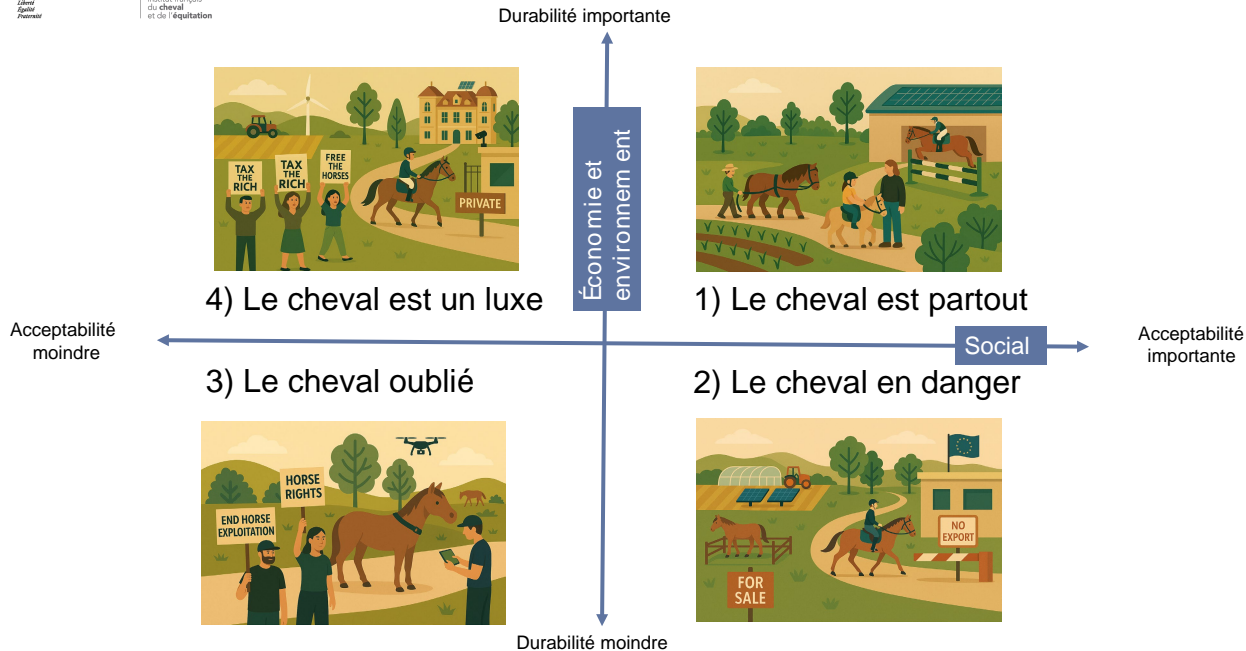 Liberté
Égalité
Fraternité
institut français
du cheval
et de l'équitation
Durabilité importante
TAX
THE
RICH
TAX
THE
RICH
FREE
THE
HORSES
PRIVATE
Économie et
environnem ent
4) Le cheval est un luxe
1) Le cheval est partout
Acceptabilité
moindre
Social
Acceptabilité
importante
3) Le cheval oublié
2) Le cheval en danger
END HORSE
EXPLOITATION
HORSE
RIGHTS
FOR
SALE
NO
EXPORT
Durabilité moindre